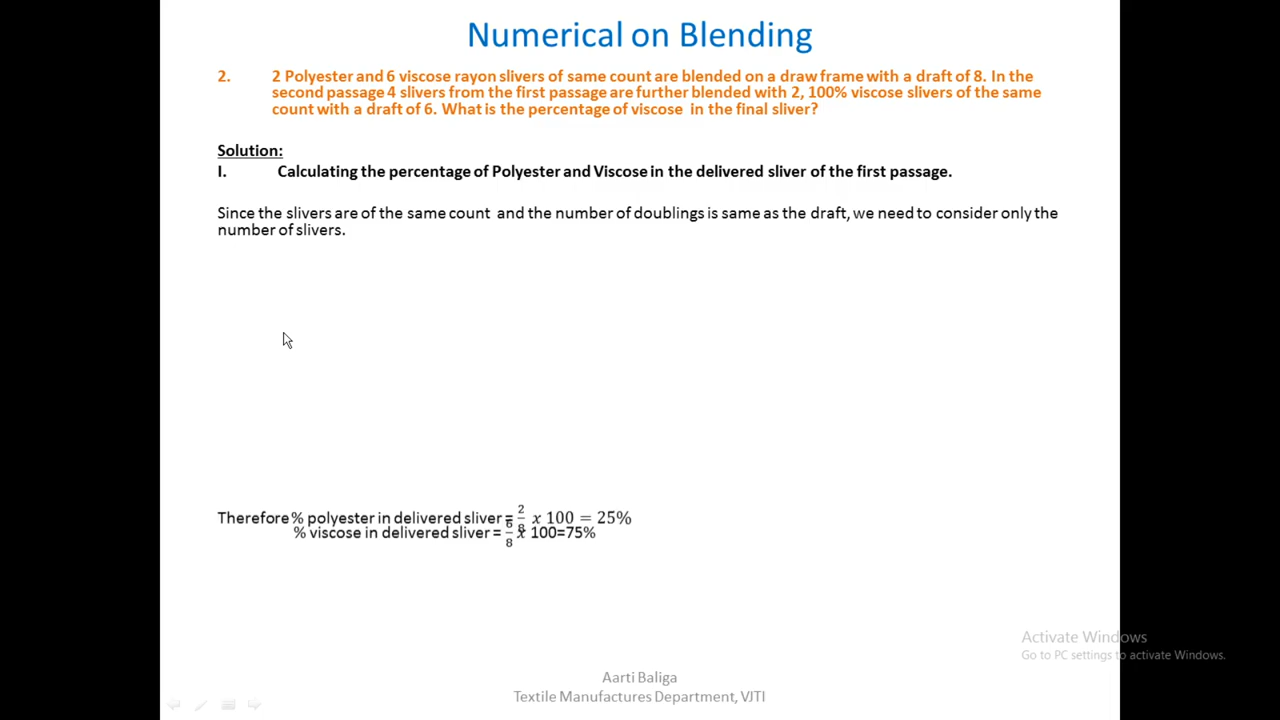 Numerical on Blending
2. 2 Polyester and 6 viscose rayon slivers of same count are blended on a draw frame with a draft of 8. In the
second passage 4 slivers from the first passage are further blended with 2, 100% viscose slivers of the same
count with a draft of 6. What is the percentage of viscose in the final sliver?
Solution:
I. Calculating the percentage of Polyester and Viscose in the delivered sliver of the first passage.
Since the slivers are of the same count and the number of doublings is same as the draft, we need to consider only the
number of slivers.
Therefore % polyester in delivered sliver = 2/8 x 100 = 25%
% viscose in delivered sliver = 6/8 x 100=75%
Activate Windows
Go to PC settings to activate Windows.
Aarti Baliga
Textile Manufactures Department, VJTI